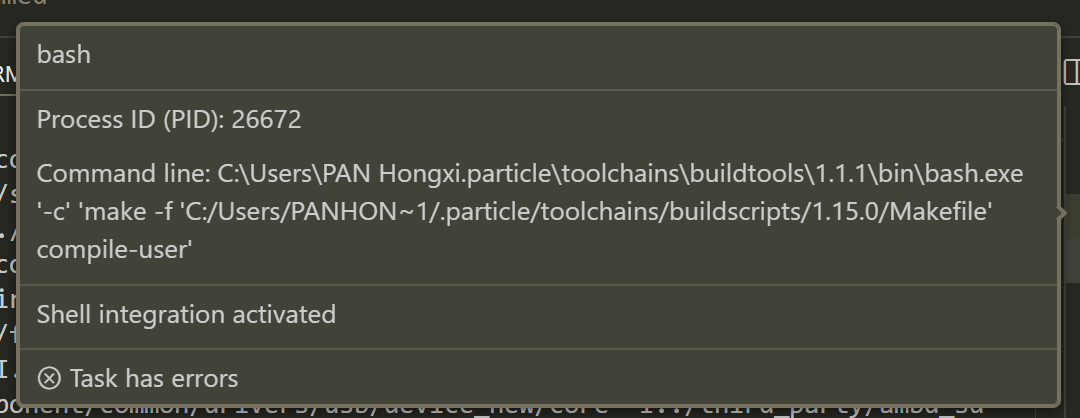 bash
Process ID (PID): 26672
Command line: C:\Users\PAN Hongxi.particle\toolchains\buildtools\1.1.1\bin\bash.exe
'-c' 'make -f 'C:/Users/PANHON~1/.particle/toolchains/buildscripts/1.15.0/Makefile'
compile-user'
Shell integration activated
Task has errors